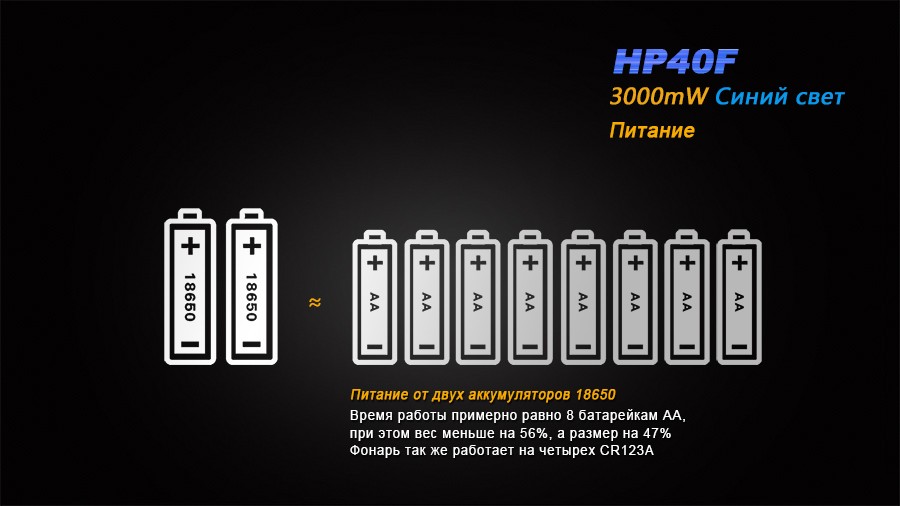 HP40F
3000mW Синий свет
Питание
+ +
18650 18650
− −
≈
+ + + + + + + +
AA AA AA AA AA AA AA AA
− − − − − − − −
Питание от двух аккумуляторов 18650
Время работы примерно равно 8 батарейкам АА,
при этом вес меньше на 56%, а размер на 47%
Фонарь так же работает на четырех CR123A